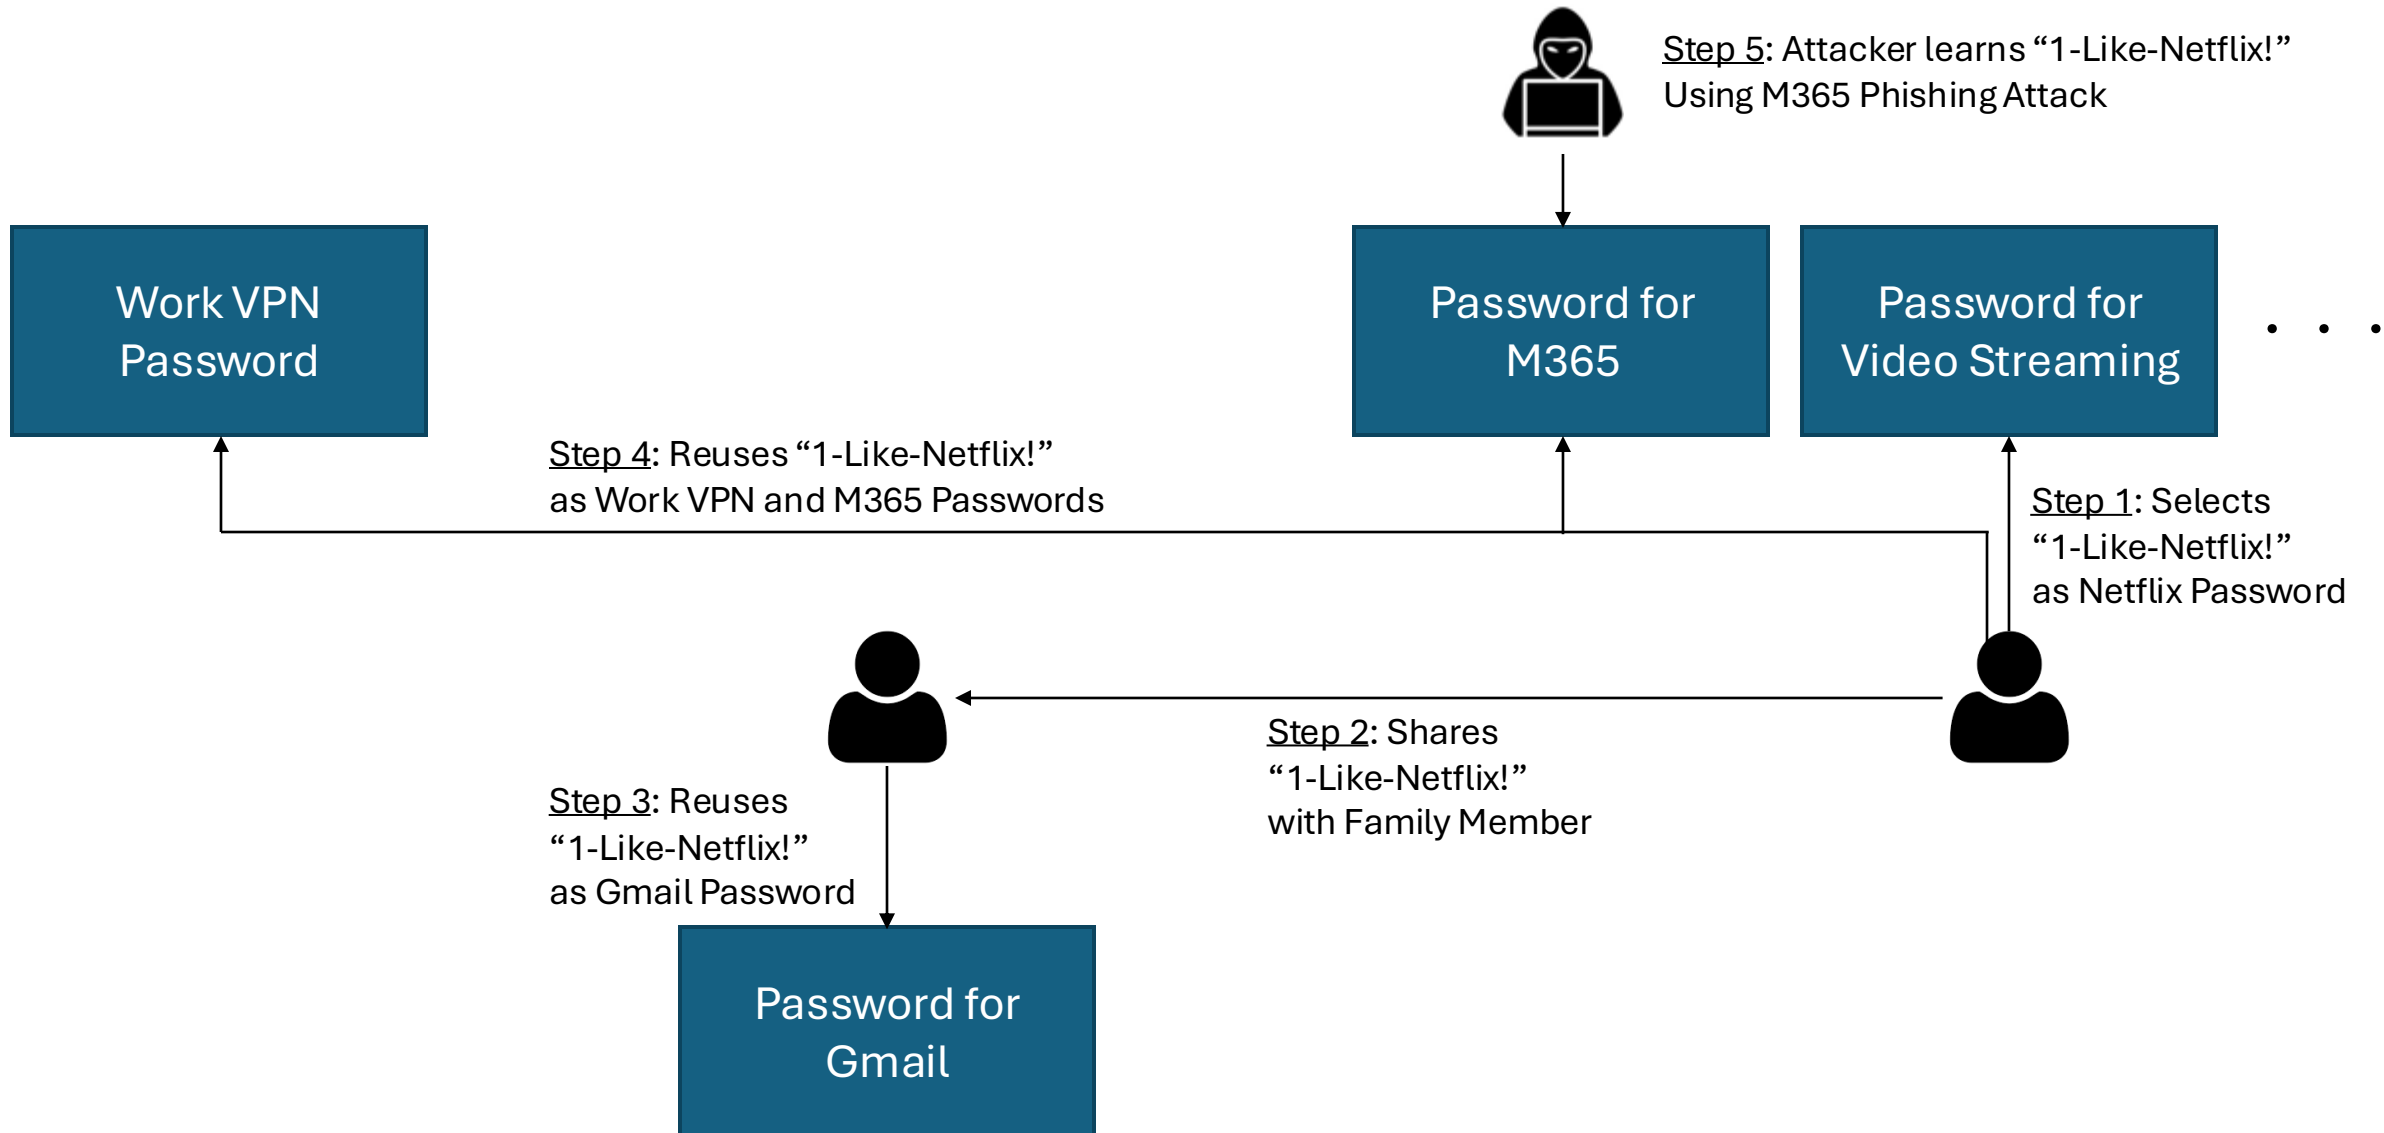 Step 5: Attacker learns “1-Like-Netflix!”
Using M365 Phishing Attack
Work VPN
Password
Password for
M365
Password for
Video Streaming
. . .
Step 4: Reuses “1-Like-Netflix!”
as Work VPN and M365 Passwords
Step 1: Selects
“1-Like-Netflix!”
as Netflix Password
Step 2: Shares
“1-Like-Netflix!”
with Family Member
Step 3: Reuses
“1-Like-Netflix!”
as Gmail Password
Password for
Gmail